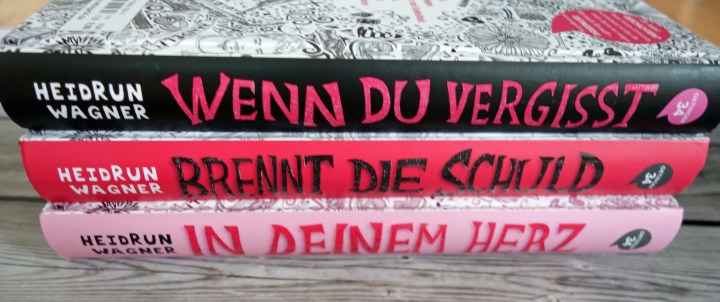 HEIDRUN
WAGNER
WENN DU VERGISST
HEIDRUN
WAGNER
BRENNT DIE SCHULD
HEIDRUN
WAGNER
IN DEINEM HERZ